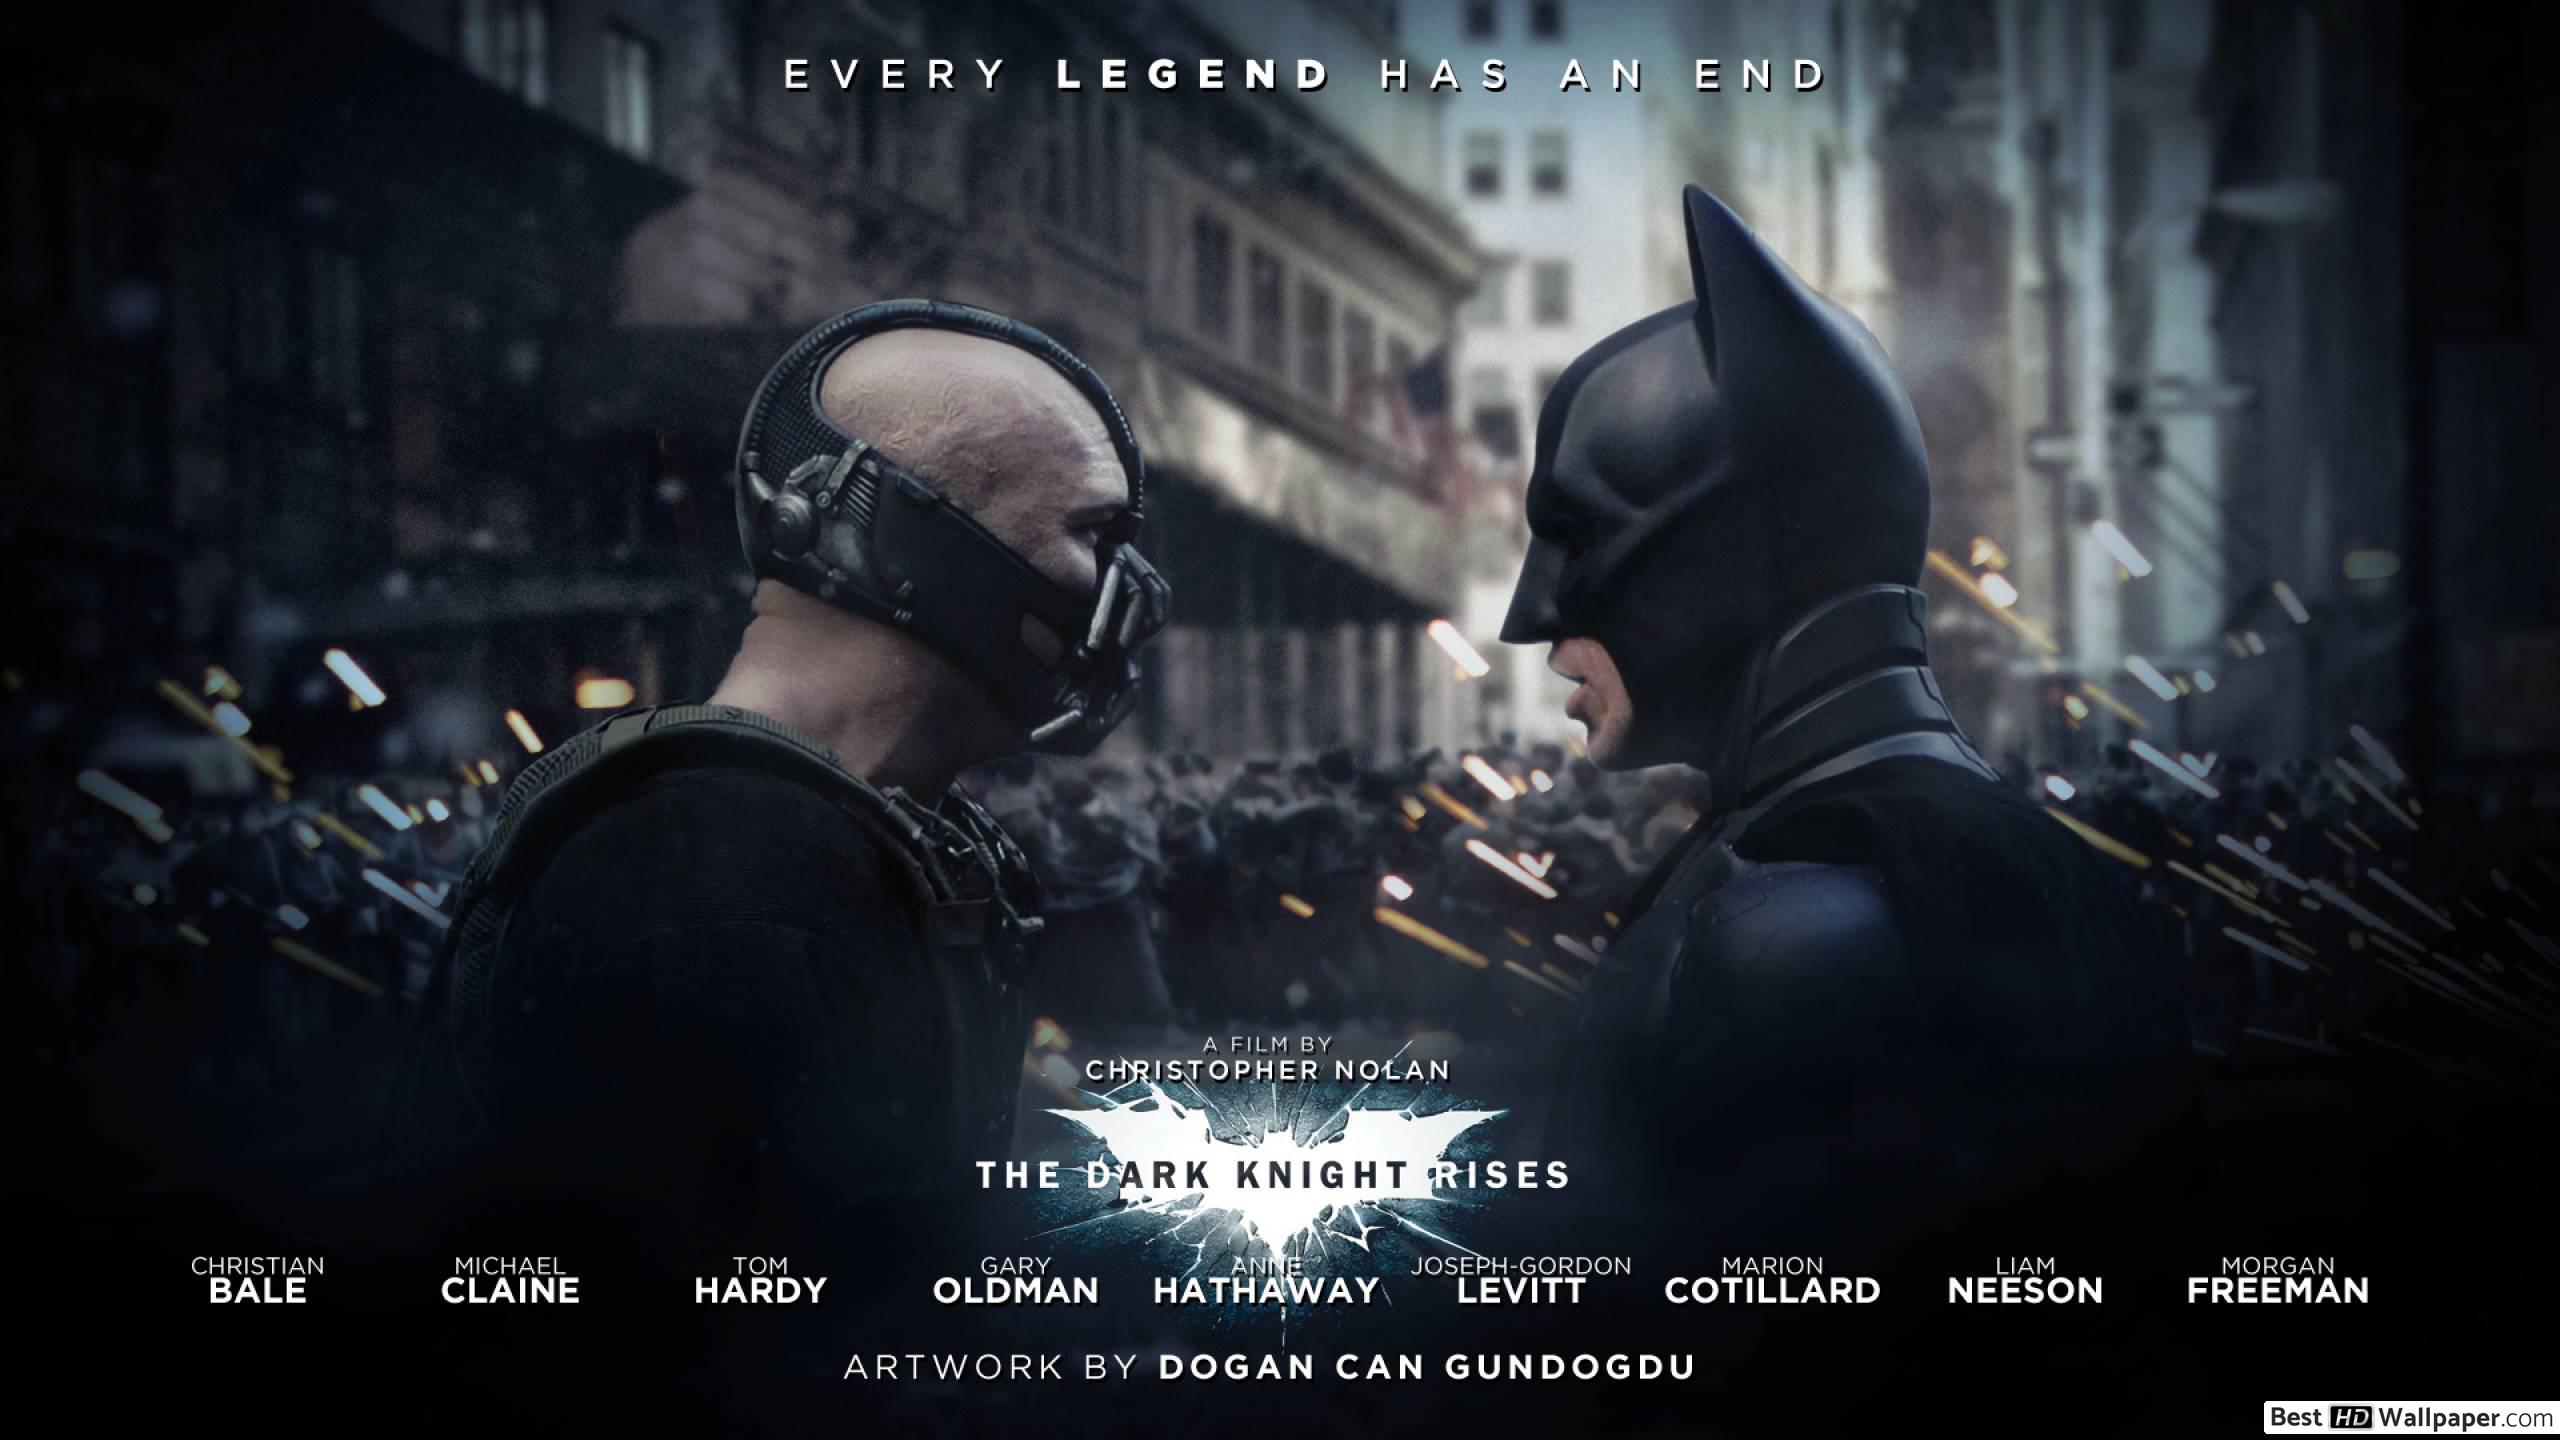 EVERY LEGEND HAS AN END
A FILM BY
CHRISTOPHER NOLAN
THE DARK KNIGHT RISES
CHRISTIAN BALE
MICHAEL CLAINE
TOM HARDY
GARY OLDMAN
ANNE HATHAWAY
JOSEPH-GORDON LEVITT
MARION COTILLARD
LIAM NEESON
MORGAN FREEMAN
ARTWORK BY DOGAN CAN GUNDOGDU
Best HD Wallpaper.com